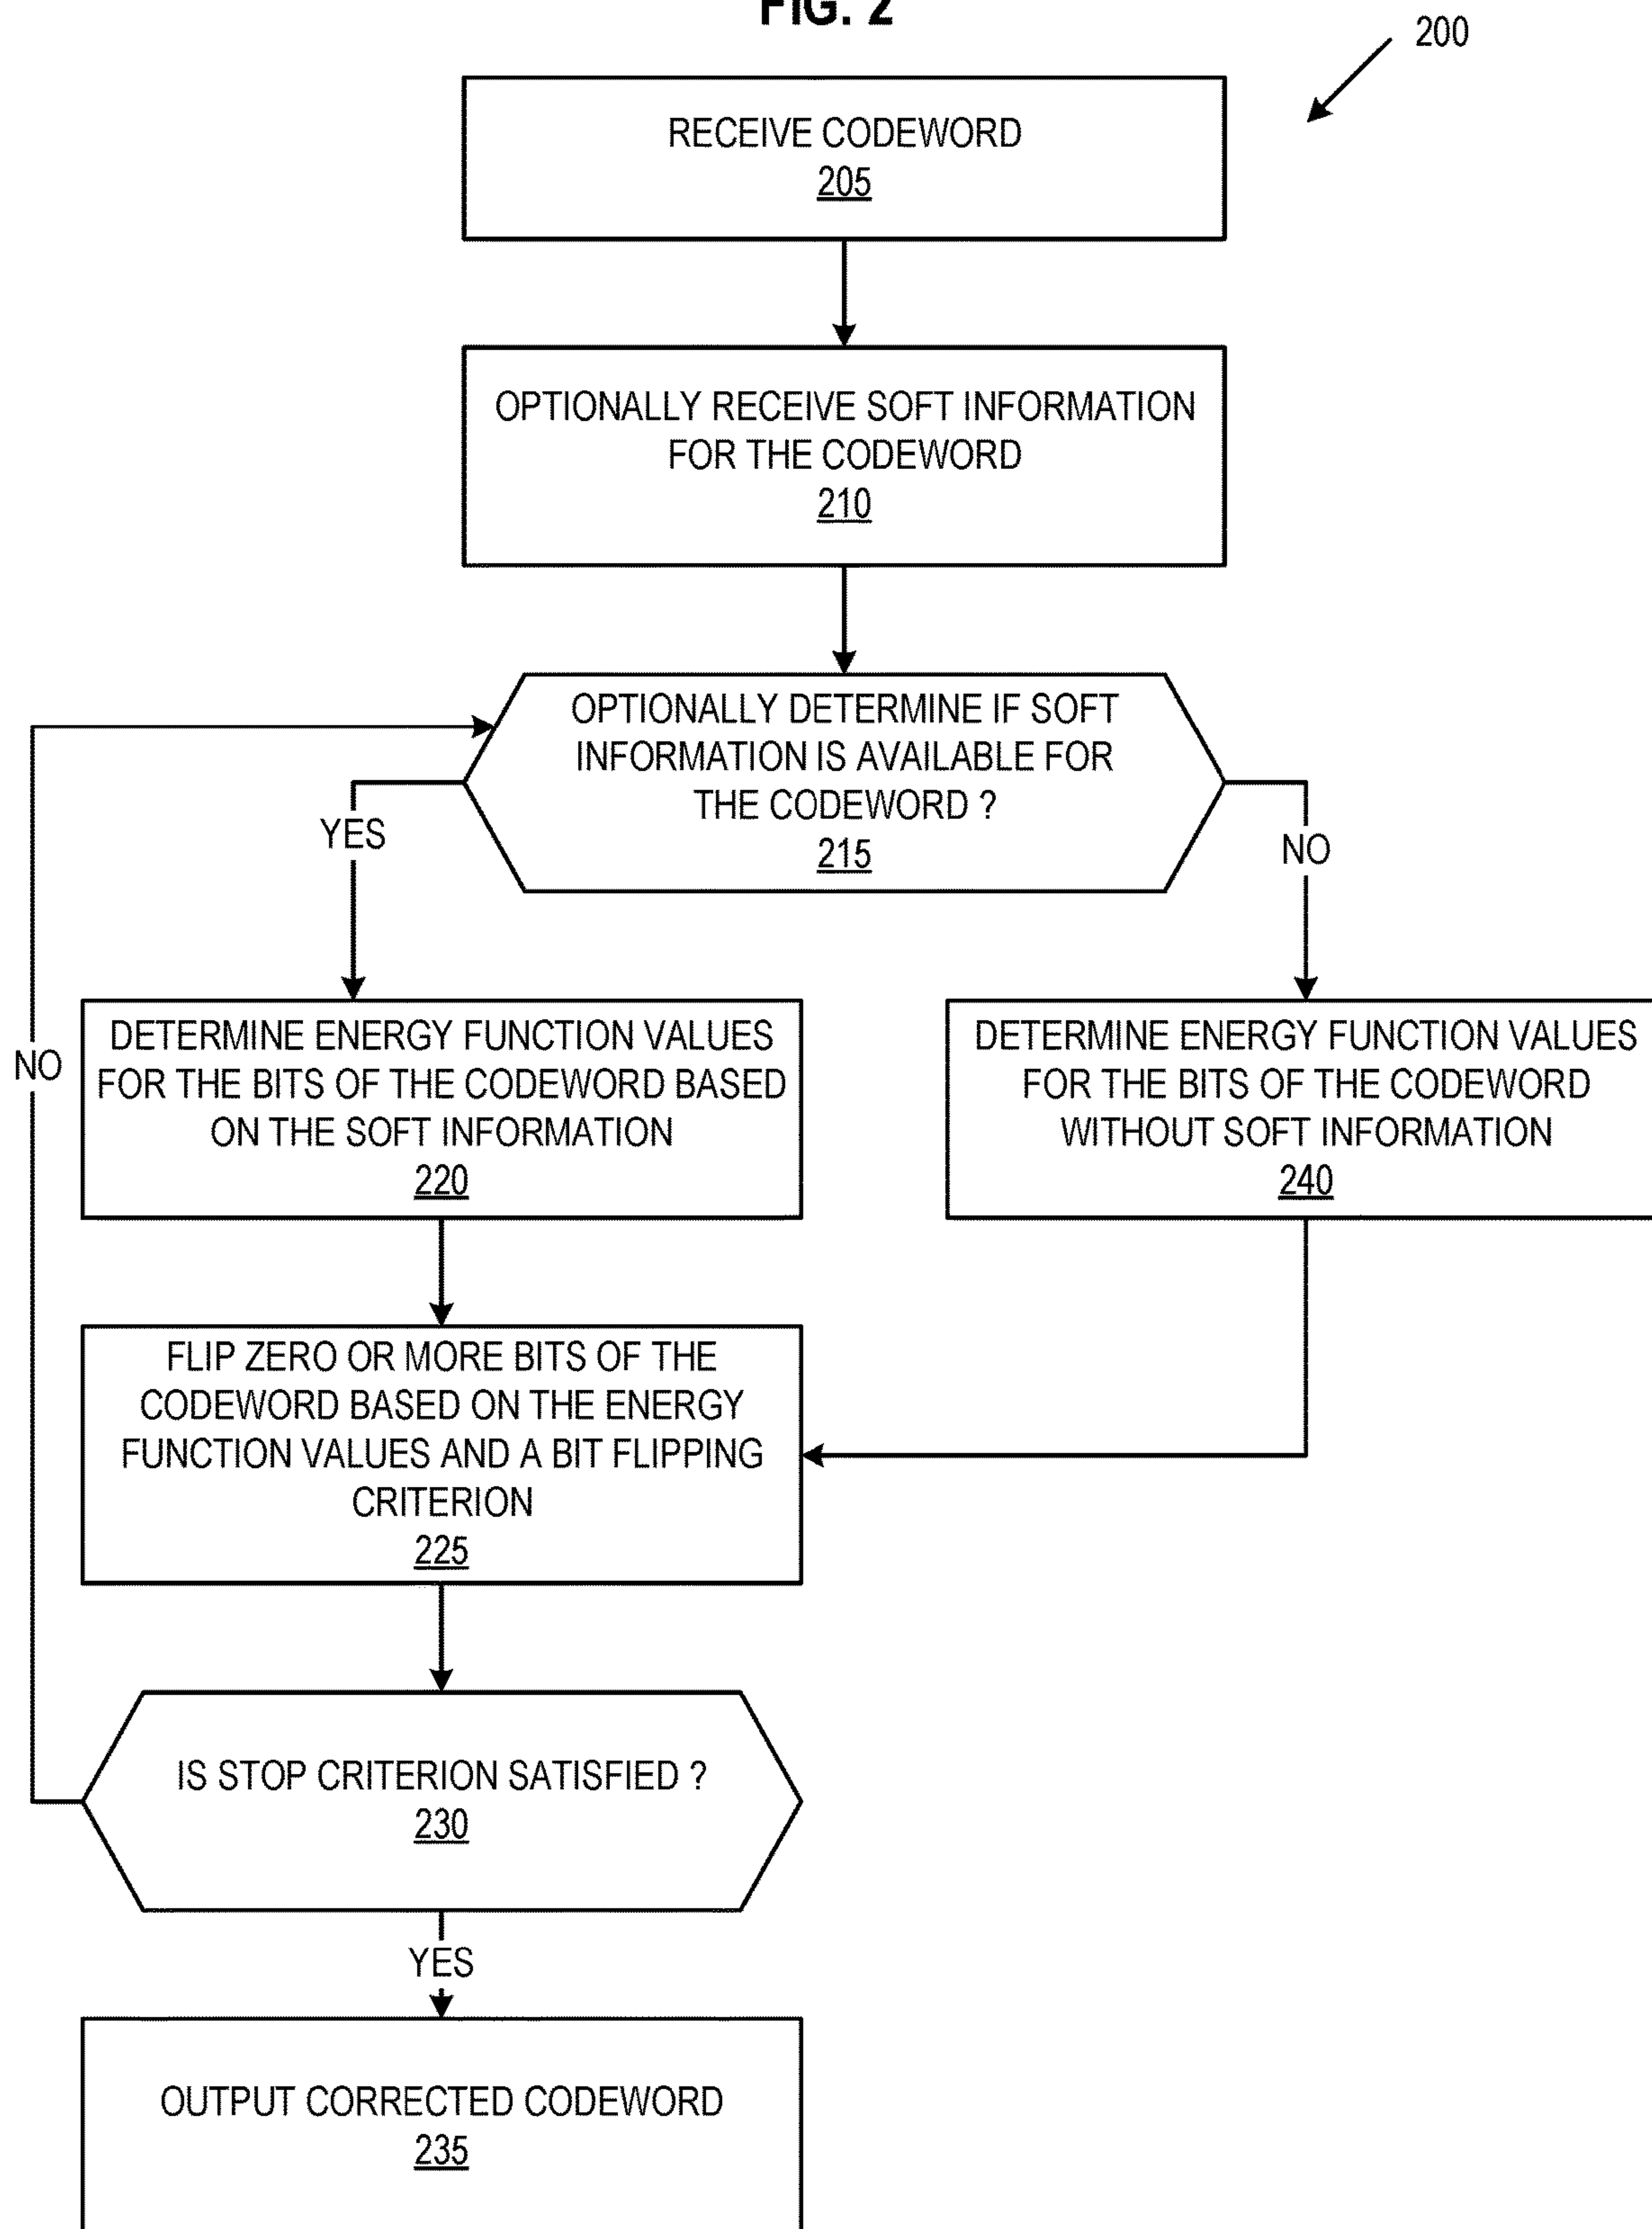 FIG. 2
200
RECEIVE CODEWORD
205
OPTIONALLY RECEIVE SOFT INFORMATION
FOR THE CODEWORD
210
OPTIONALLY DETERMINE IF SOFT
INFORMATION IS AVAILABLE FOR
THE CODEWORD ?
215
YES
NO
NO
DETERMINE ENERGY FUNCTION VALUES
FOR THE BITS OF THE CODEWORD BASED
ON THE SOFT INFORMATION
220
DETERMINE ENERGY FUNCTION VALUES
FOR THE BITS OF THE CODEWORD
WITHOUT SOFT INFORMATION
240
FLIP ZERO OR MORE BITS OF THE
CODEWORD BASED ON THE ENERGY
FUNCTION VALUES AND A BIT FLIPPING
CRITERION
225
IS STOP CRITERION SATISFIED ?
230
YES
OUTPUT CORRECTED CODEWORD
235